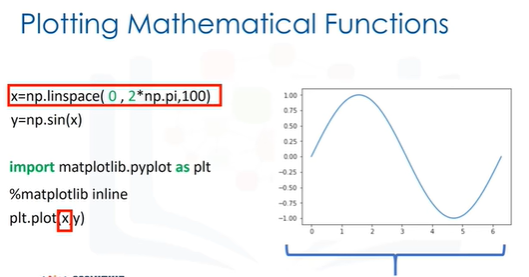 Plotting Mathematical Functions
x=np.linspace( 0 , 2*np.pi,100)
y=np.sin(x)
import matplotlib.pyplot as plt
%matplotlib inline
plt.plot(x,y)
1.00
0.75
0.50
0.25
0.00
−0.25
−0.50
−0.75
−1.00
0 1 2 3 4 5 6